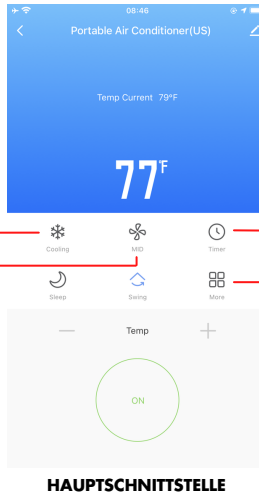 08:46
Portable Air Conditioner(US)
Temp Current 79°F
77°F
Cooling MID Timer
Sleep Swing More
— Temp +
ON
HAUPTSCHNITTSTELLE